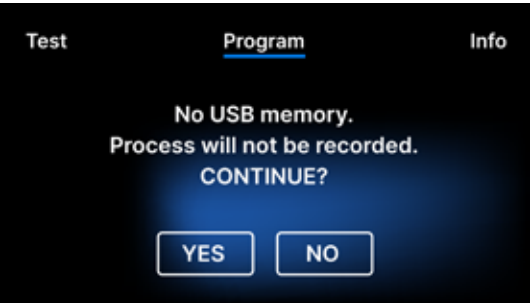 Test Program Info
No USB memory.
Process will not be recorded.
CONTINUE?
YES NO